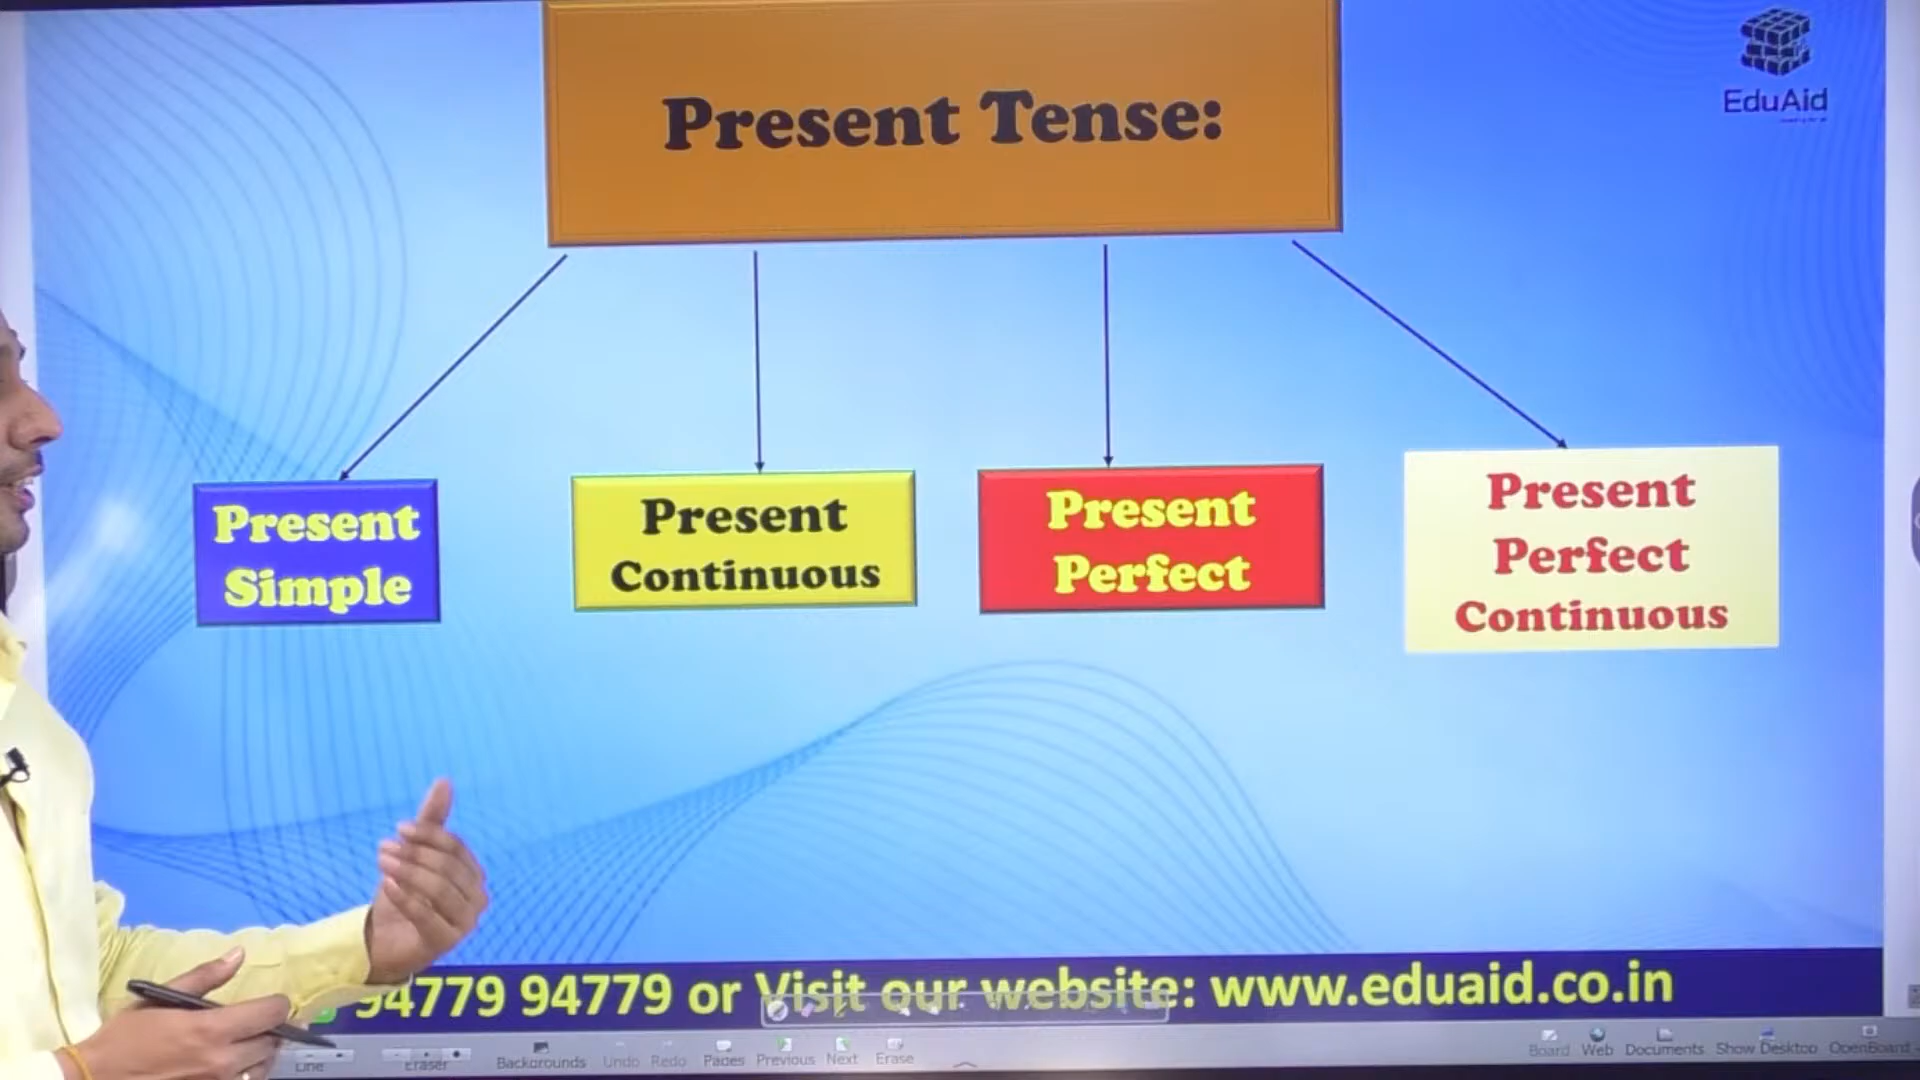 Present Tense:
EduAid
Present
Simple
Present
Continuous
Present
Perfect
Present
Perfect
Continuous
94779 94779 or Visit our website: www.eduaid.co.in
Line
Eraser
Backgrounds
Undo
Redo
Pages
Previous
Next
Erase
Board
Web
Documents
Show Desktop
OpenBoard